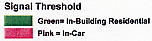 Signal Threshold
Green= In-Building Residential
Pink = In-Car